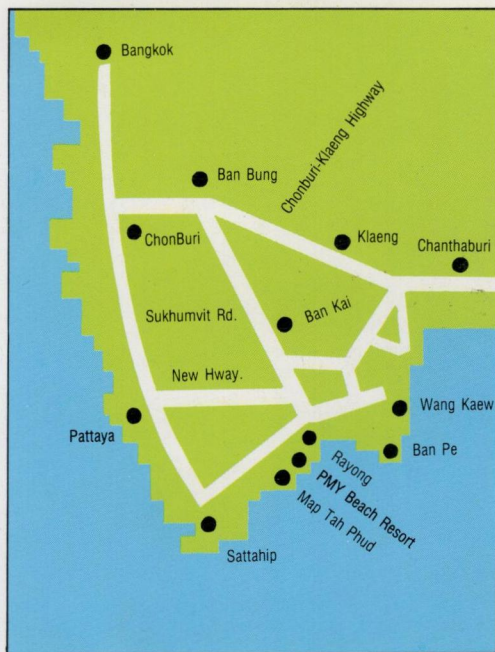 Bangkok
Ban Bung
Chonburi-Klaeng Highway
ChonBuri
Klaeng
Chanthaburi
Sukhumvit Rd.
Ban Kai
New Hway.
Pattaya
Wang Kaew
Ban Pe
Rayong
PMY Beach Resort
Map Tah Phud
Sattahip